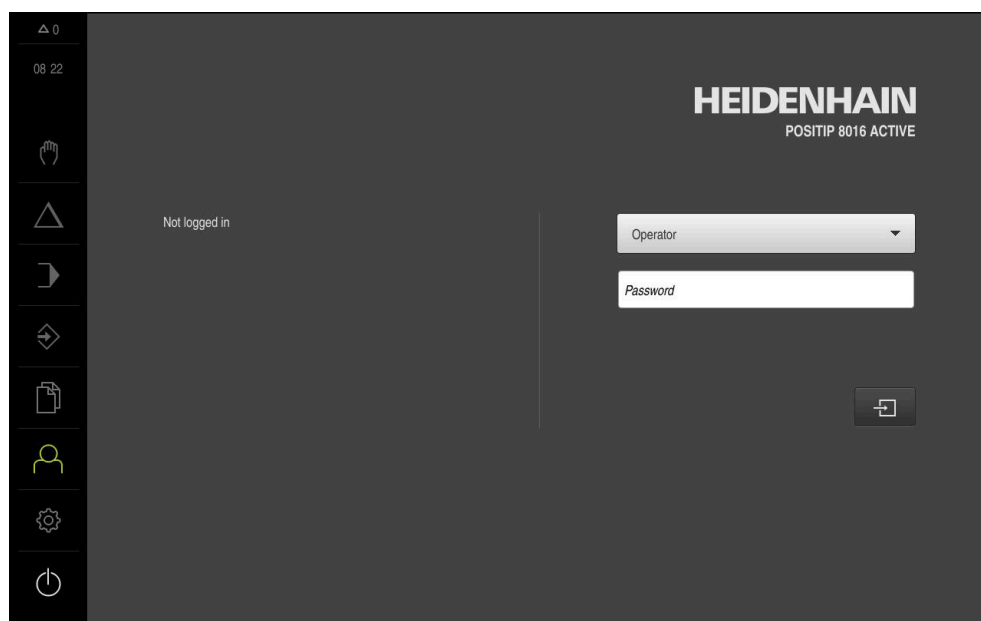 0
08 22
HEIDENHAIN
POSITIP 8016 ACTIVE
Not logged in
Operator
Password